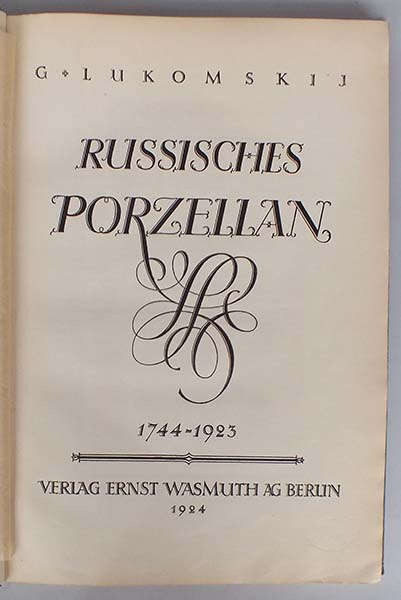 G LUKOMSKIJ
RUSSISCHES
PORZELLAN
1744-1923
VERLAG ERNST WASMUTH AG BERLIN
1924